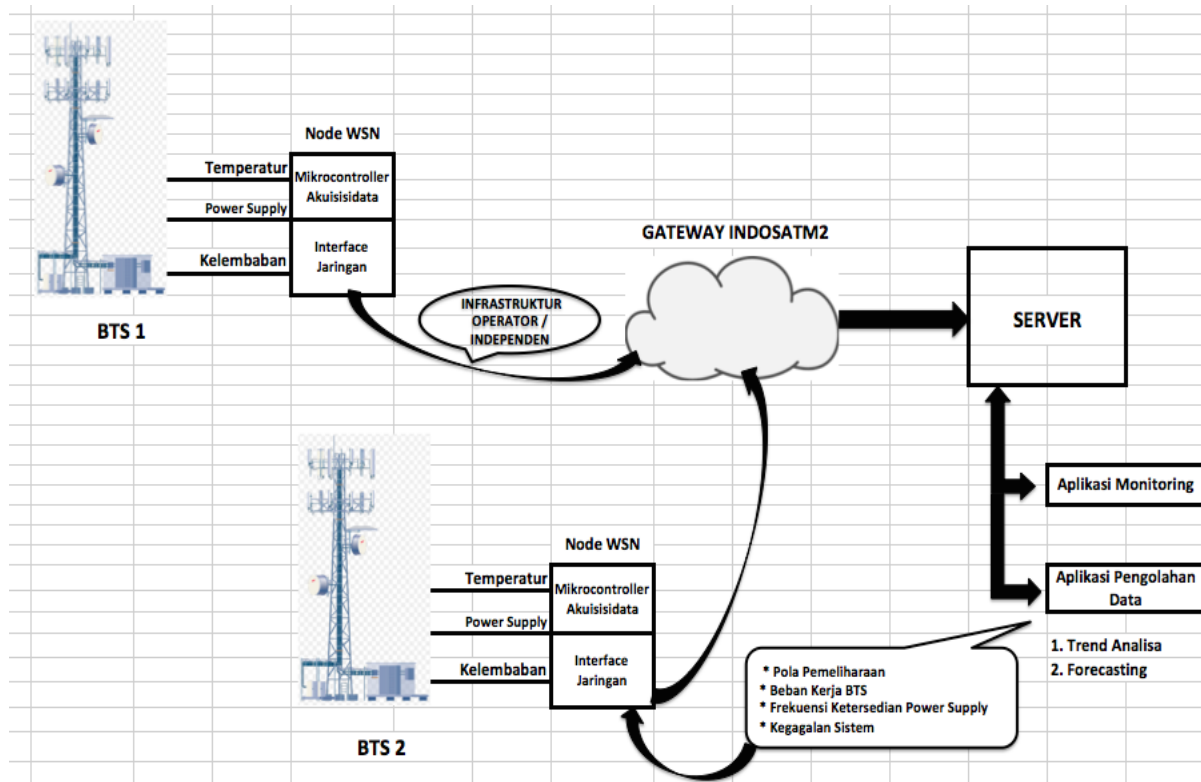 Node WSN
Temperatur
Power Supply
Kelembaban
Mikrocontroller
Akuisisidata
Interface
Jaringan
BTS 1
INFRASTRUKTUR
OPERATOR /
INDEPENDEN
GATEWAY INDOSATM2
SERVER
Aplikasi Monitoring
Aplikasi Pengolahan
Data
1. Trend Analisa
2. Forecasting
Node WSN
Temperatur
Power Supply
Kelembaban
Mikrocontroller
Akuisisidata
Interface
Jaringan
BTS 2
* Pola Pemeliharaan
* Beban Kerja BTS
* Frekuensi Ketersedian Power Supply
* Kegagalan Sistem